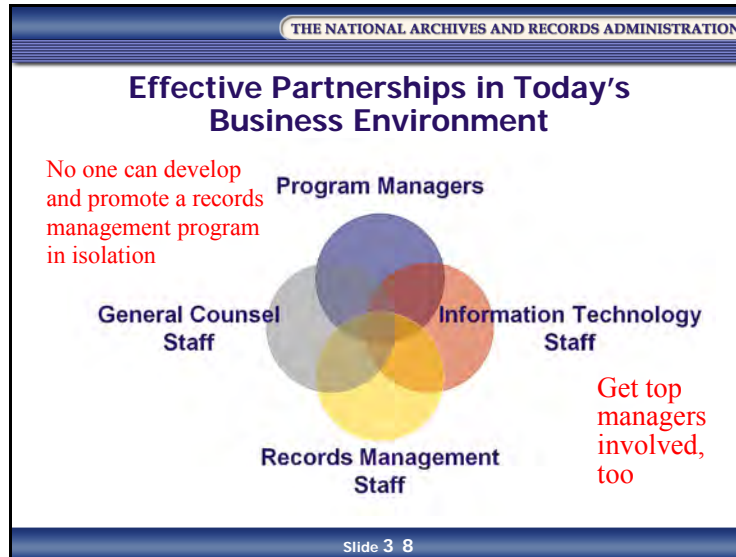 THE NATIONAL ARCHIVES AND RECORDS ADMINISTRATION
Effective Partnerships in Today's
Business Environment
No one can develop
and promote a records
management program
in isolation
Program Managers
General Counsel
Staff
Information Technology
Staff
Get top
managers
involved,
too
Records Management
Staff
Slide 3 8